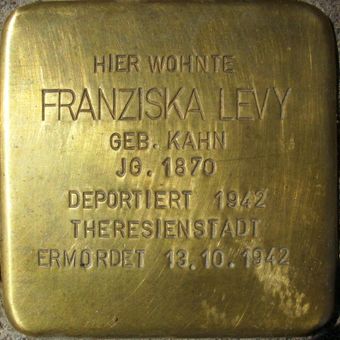 HIER WOHNTE
FRANZISKA LEVY
GEB. KAHN
JG. 1870
DEPORTIERT 1942
THERESIENSTADT
ERMORDET 13.10.1942